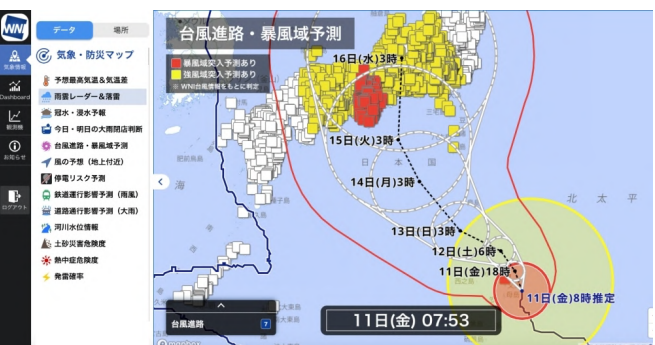 WNI
気象情報
Dashboard
観測機
お知らせ
ログアウト
データ
場所
気象・防災マップ
予想最高気温&気温差
雨雲レーダー&落雷
冠水・浸水予報
今日・明日の大雨閉店判断
台風進路・暴風域予測
風の予想（地上付近）
停電リスク予測
鉄道運行影響予測（雨風）
道路通行影響予測（大雨）
河川水位情報
土砂災害危険度
熱中症危険度
発雷確率
台風進路・暴風域予測
暴風域突入予測あり
強風域突入予測あり
※ WNI台風情報をもとに判定
16日(水)3時
15日(火)3時
日本国
14日(月)3時
海
北太平
13日(日)3時
12日(土)6時
11日(金)18時
11日(金)8時推定
台風進路
7
11日(金) 07:53